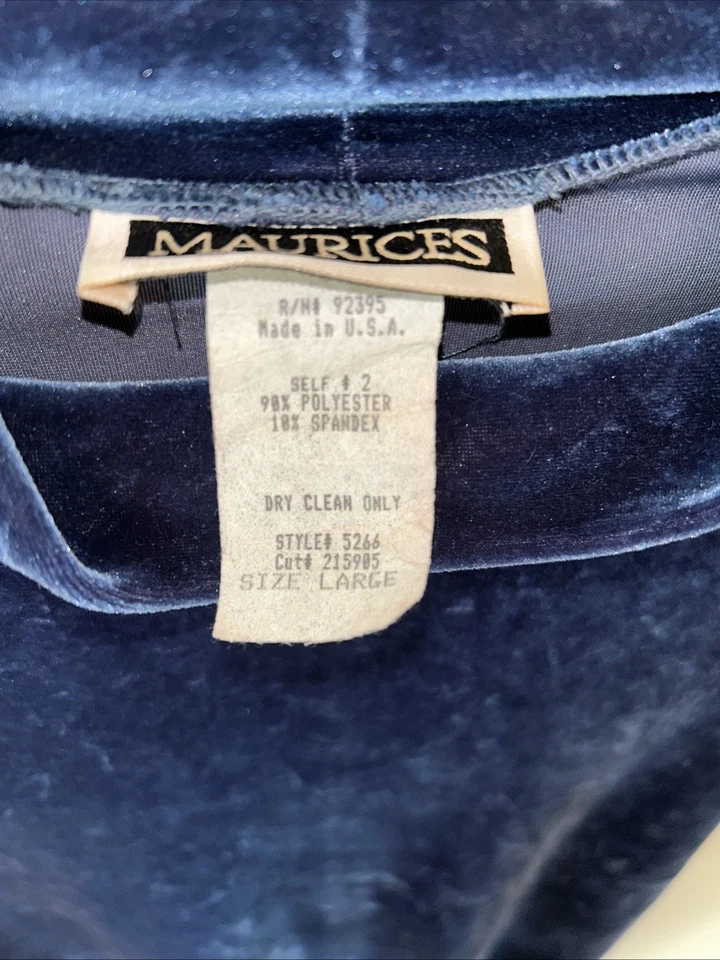 MAURICES
R/N# 92395
Made in U.S.A.
SELF # 2
90% POLYESTER
10% SPANDEX
DRY CLEAN ONLY
STYLE# 5266
Cut# 215905
SIZE LARGE